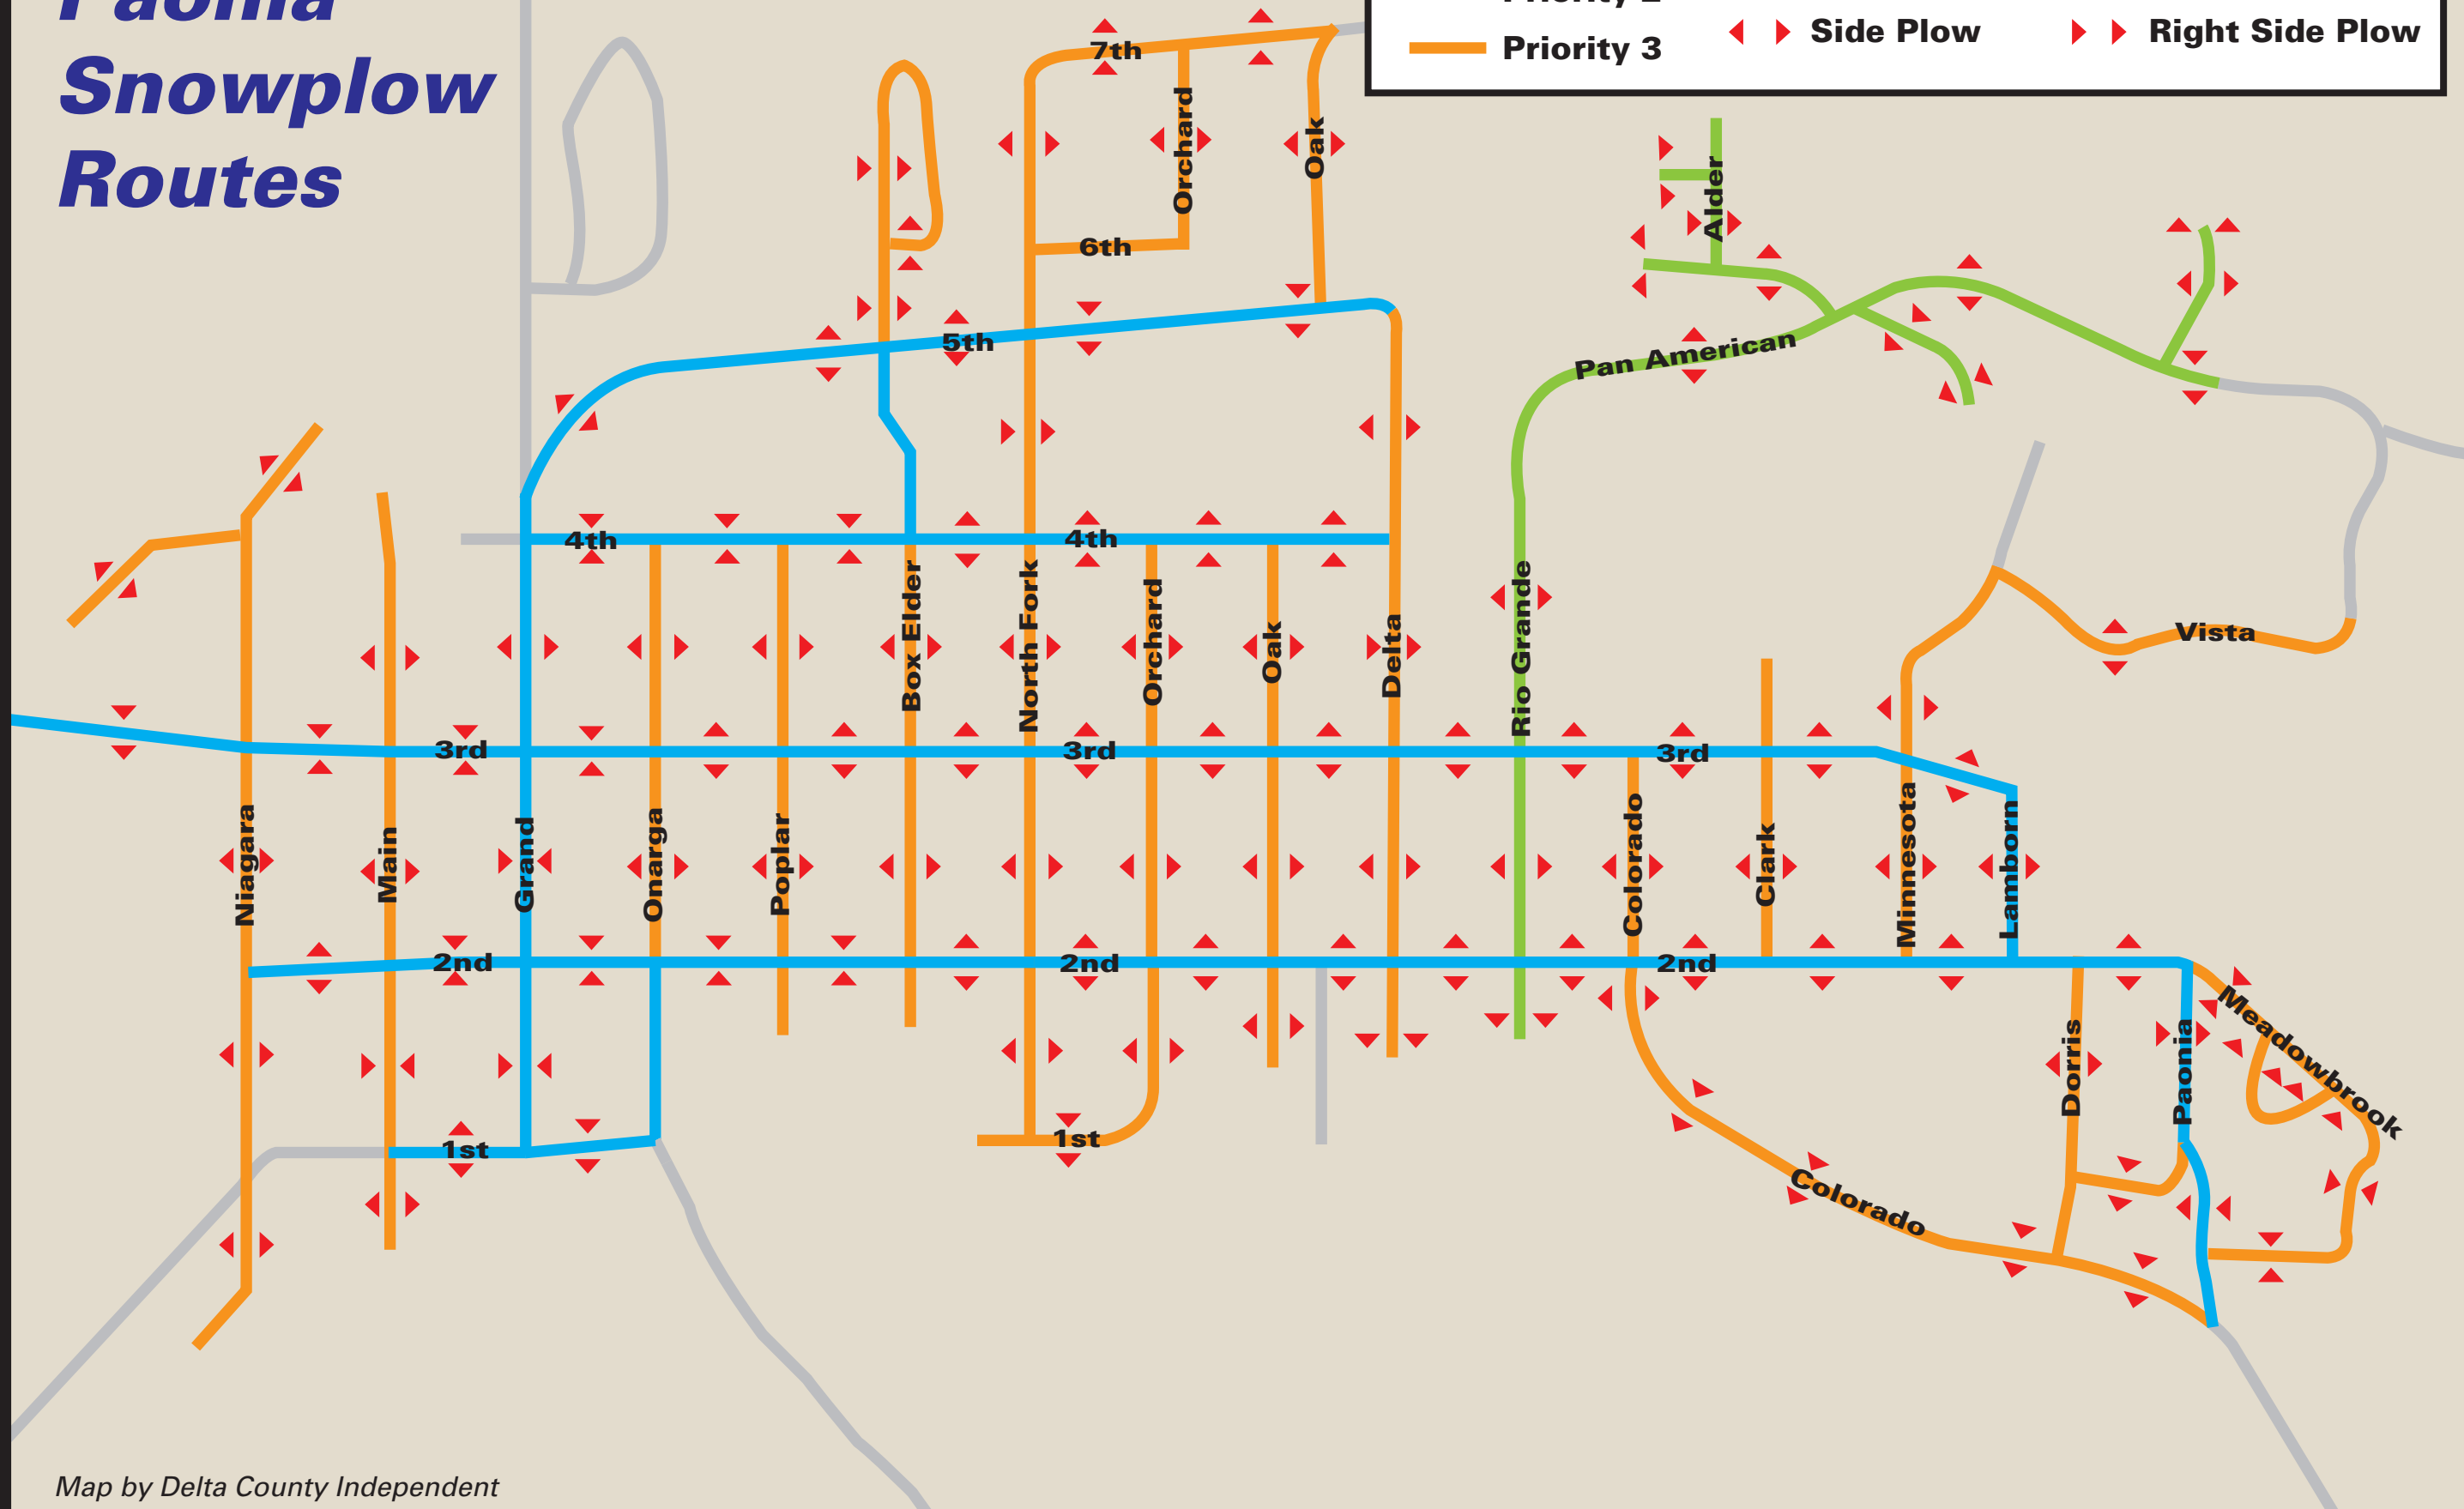 Snowplow
Routes
Priority 3
Side Plow
Right Side Plow
7th
Orchard
Oak
Alder
6th
5th
Pan American
4th
4th
Box Elder
North Fork
Orchard
Oak
Delta
Rio Grande
Vista
3rd
3rd
3rd
Niagara
Main
Grand
Onarga
Poplar
Colorado
Clark
Minnesota
Lamborn
2nd
2nd
2nd
Meadowbrook
Dorris
Paonia
1st
1st
Colorado
Map by Delta County Independent